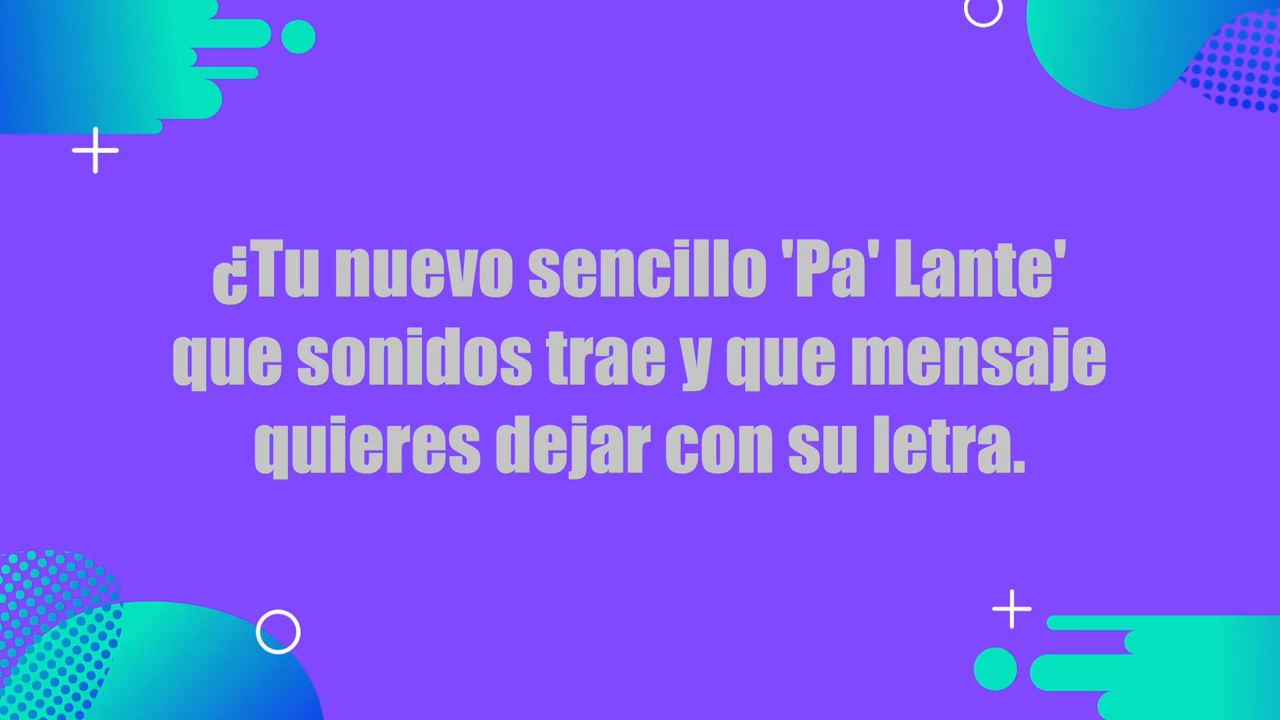 ¿Tu nuevo sencillo 'Pa' Lante'
que sonidos trae y que mensaje
quieres dejar con su letra.